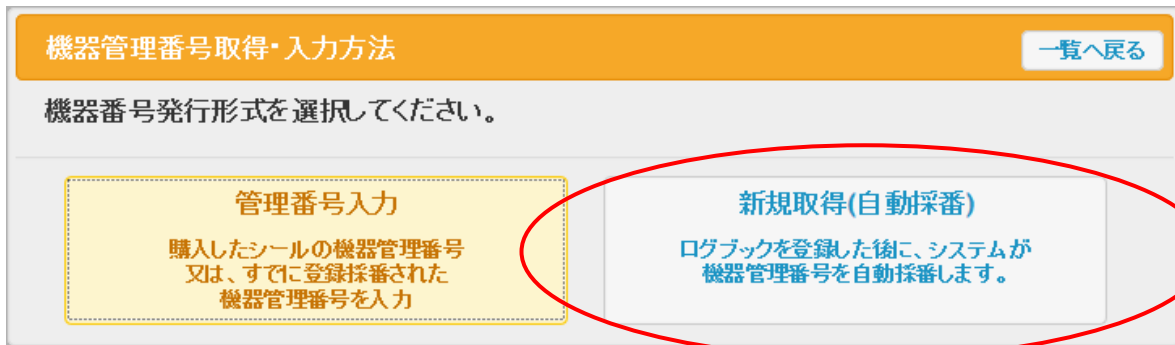 機器管理番号取得・入力方法
一覧へ戻る
機器番号発行形式を選択してください。
管理番号入力
購入したシールの機器管理番号
又は、すでに登録採番された
機器管理番号を入力
新規取得(自動採番)
ログブックを登録した後に、システムが
機器管理番号を自動採番します。